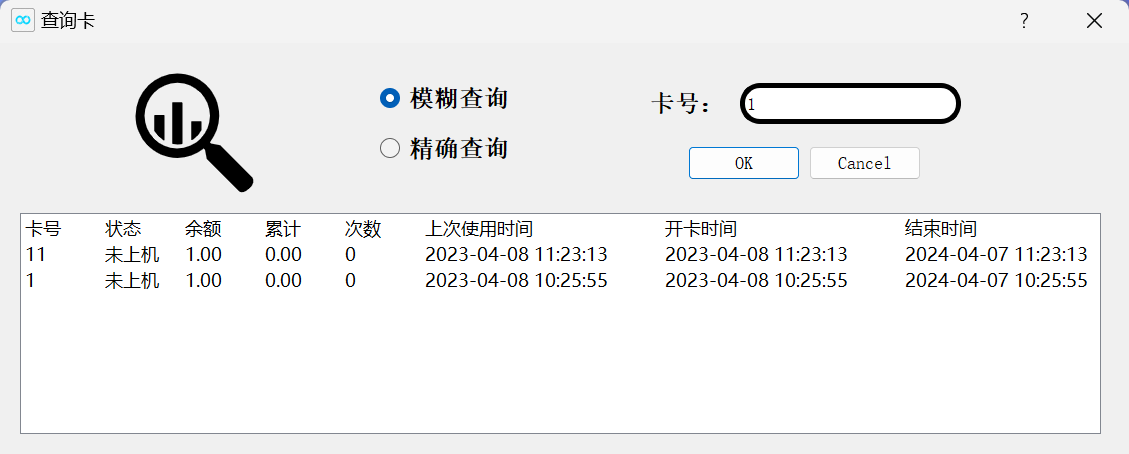 查询卡
模糊查询
精确查询
卡号：
1
OK
Cancel
卡号 状态 余额 累计 次数 上次使用时间 开卡时间 结束时间
11 未上机 1.00 0.00 0 2023-04-08 11:23:13 2023-04-08 11:23:13 2024-04-07 11:23:13
1 未上机 1.00 0.00 0 2023-04-08 10:25:55 2023-04-08 10:25:55 2024-04-07 10:25:55